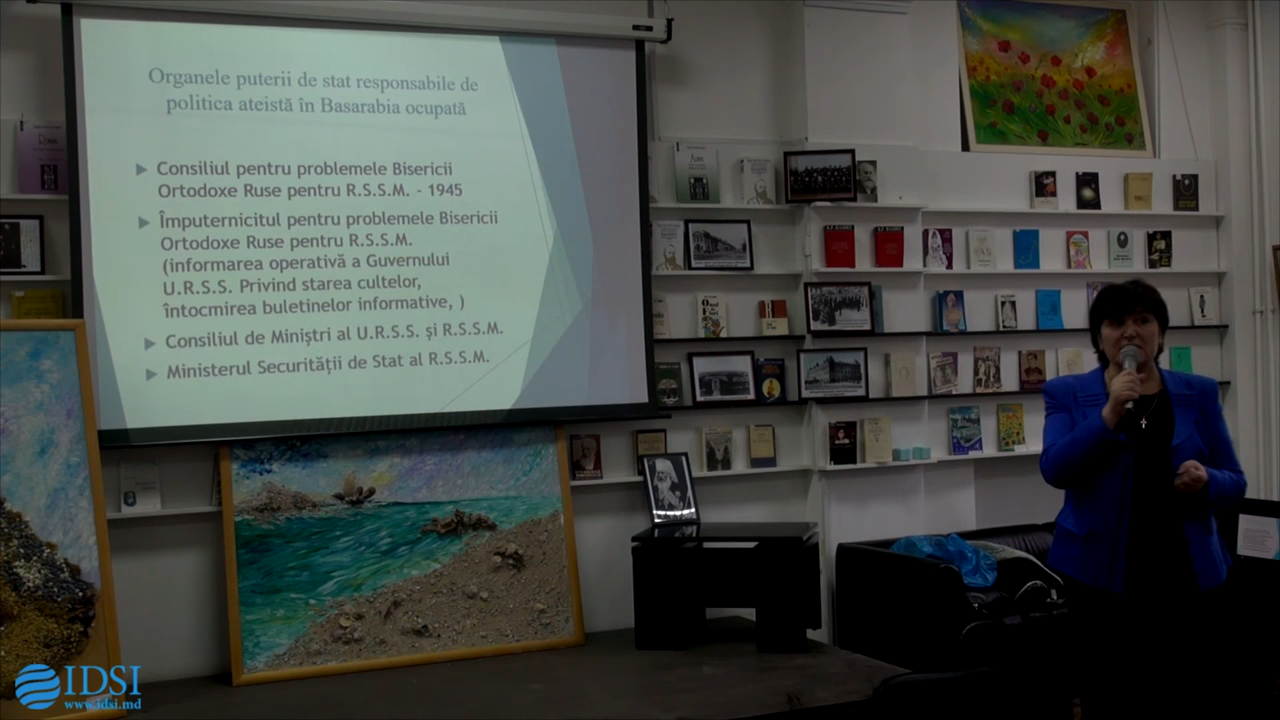 Organele puterii de stat responsabile de
politica ateistă în Basarabia ocupată
Consiliul pentru problemele Bisericii
Ortodoxe Ruse pentru R.S.S.M. - 1945
Împuternicitul pentru problemele Bisericii
Ortodoxe Ruse pentru R.S.S.M.
(informarea operativă a Guvernului
U.R.S.S. Privind starea cultelor,
întocmirea buletinelor informative, )
Consiliul de Miniştri al U.R.S.S. şi R.S.S.M.
Ministerul Securităţii de Stat al R.S.S.M.
IDSI
www.idsi.md